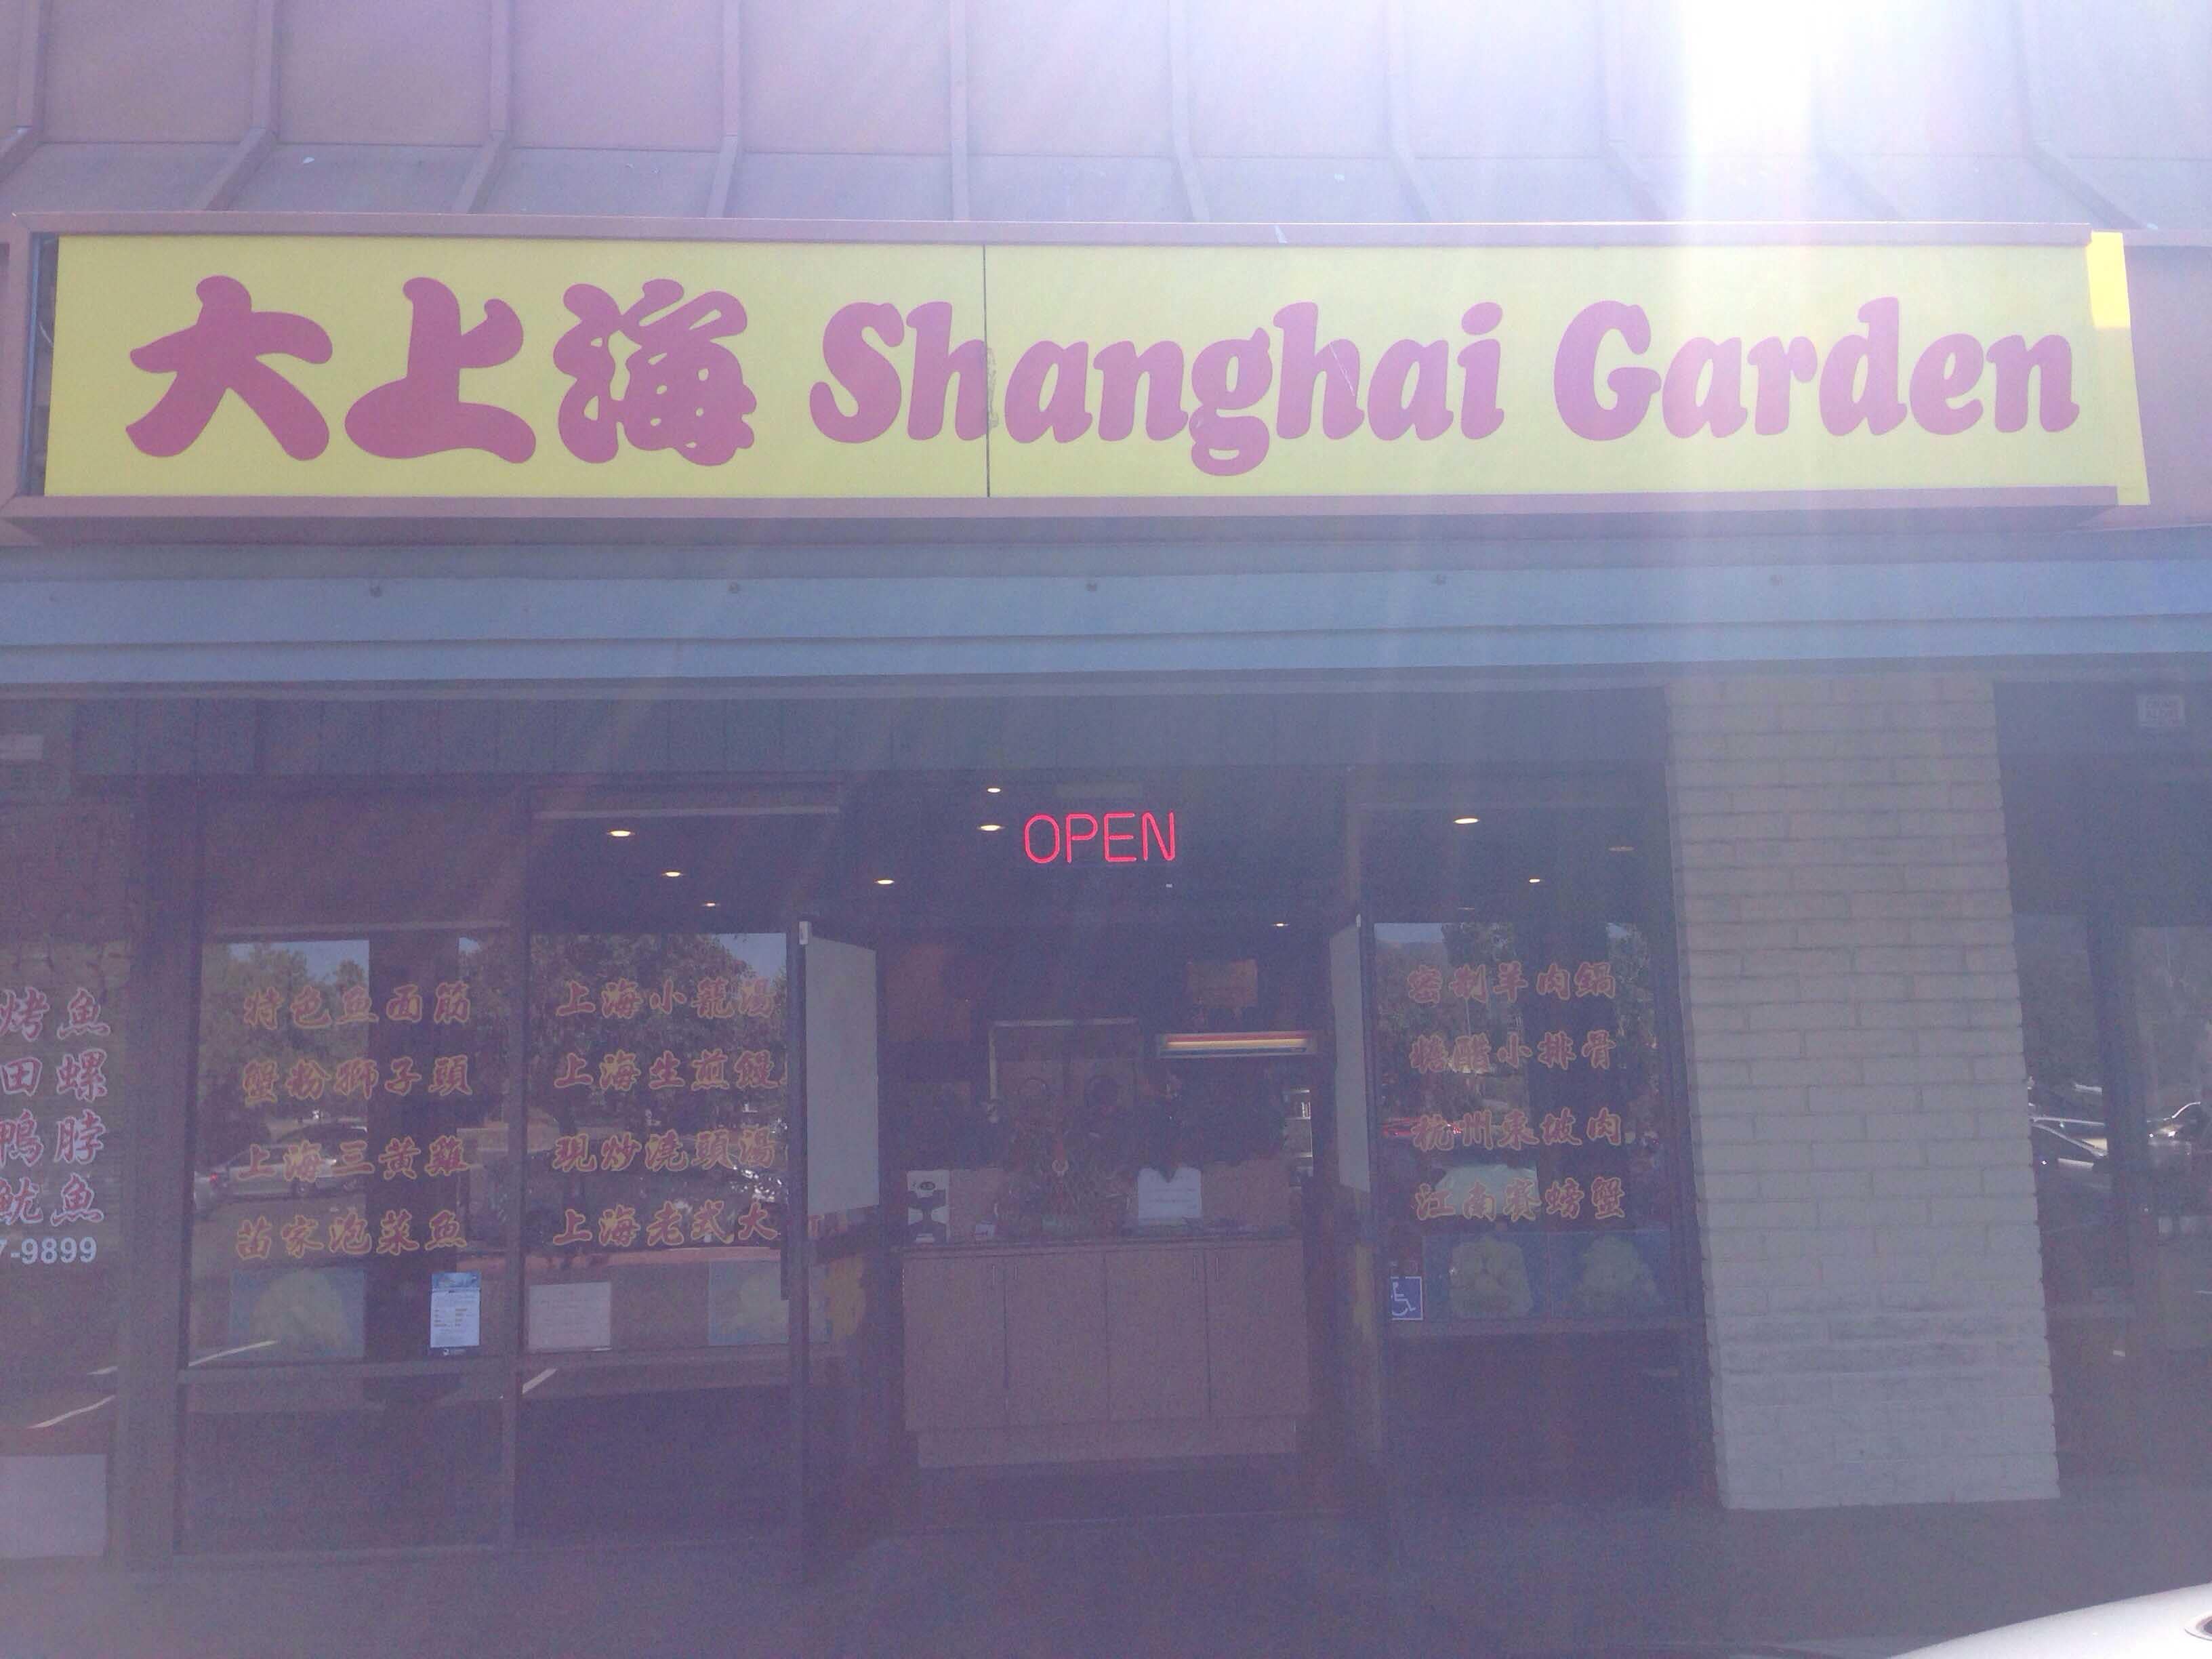 大上海 Shanghai Garden
OPEN
烤魚
田螺
鴨脖
魷魚
7-9899
特色魚面筋
蟹粉獅子頭
上海三黄雞
苗家泡菜魚
上海小籠湯
上海生煎饅
現炒澆頭湯
上海老式大
密制羊肉鍋
糖醋小排骨
杭州東坡肉
江南賽螃蟹